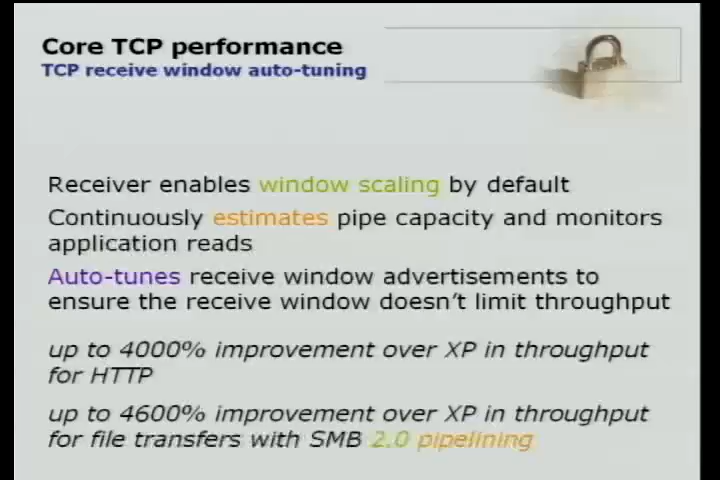 Core TCP performance
TCP receive window auto-tuning
Receiver enables window scaling by default
Continuously estimates pipe capacity and monitors
application reads
Auto-tunes receive window advertisements to
ensure the receive window doesn't limit throughput
up to 4000% improvement over XP in throughput
for HTTP
up to 4600% improvement over XP in throughput
for file transfers with SMB 2.0 pipelining